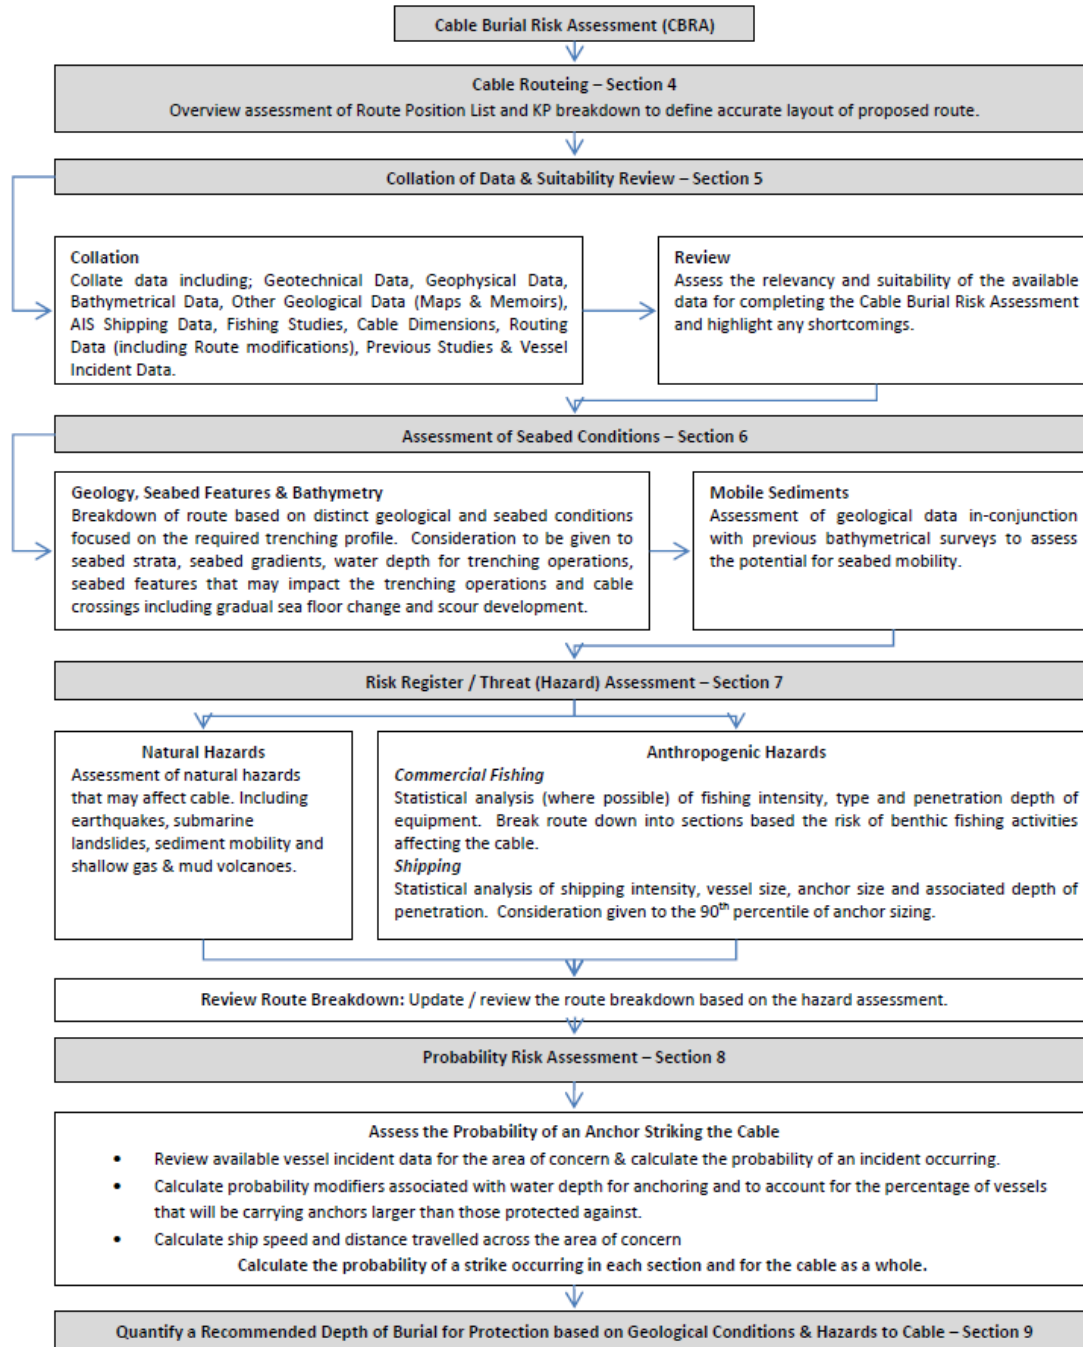 Cable Burial Risk Assessment (CBRA)
Cable Routeing – Section 4
Overview assessment of Route Position List and KP breakdown to define accurate layout of proposed route.
Collation of Data & Suitability Review – Section 5
Collation
Collate data including; Geotechnical Data, Geophysical Data,
Bathymetrical Data, Other Geological Data (Maps & Memoirs),
AIS Shipping Data, Fishing Studies, Cable Dimensions, Routing
Data (including Route modifications), Previous Studies & Vessel
Incident Data.
Review
Assess the relevancy and suitability of the available
data for completing the Cable Burial Risk Assessment
and highlight any shortcomings.
Assessment of Seabed Conditions – Section 6
Geology, Seabed Features & Bathymetry
Breakdown of route based on distinct geological and seabed conditions
focused on the required trenching profile. Consideration to be given to
seabed strata, seabed gradients, water depth for trenching operations,
seabed features that may impact the trenching operations and cable
crossings including gradual sea floor change and scour development.
Mobile Sediments
Assessment of geological data in-conjunction
with previous bathymetrical surveys to assess
the potential for seabed mobility.
Risk Register / Threat (Hazard) Assessment – Section 7
Natural Hazards
Assessment of natural hazards
that may affect cable. Including
earthquakes, submarine
landslides, sediment mobility and
shallow gas & mud volcanoes.
Anthropogenic Hazards
Commercial Fishing
Statistical analysis (where possible) of fishing intensity, type and penetration depth of
equipment. Break route down into sections based the risk of benthic fishing activities
affecting the cable.
Shipping
Statistical analysis of shipping intensity, vessel size, anchor size and associated depth of
penetration. Consideration given to the 90th percentile of anchor sizing.
Review Route Breakdown: Update / review the route breakdown based on the hazard assessment.
Probability Risk Assessment – Section 8
Assess the Probability of an Anchor Striking the Cable
• Review available vessel incident data for the area of concern & calculate the probability of an incident occurring.
• Calculate probability modifiers associated with water depth for anchoring and to account for the percentage of vessels
that will be carrying anchors larger than those protected against.
• Calculate ship speed and distance travelled across the area of concern
Calculate the probability of a strike occurring in each section and for the cable as a whole.
Quantify a Recommended Depth of Burial for Protection based on Geological Conditions & Hazards to Cable – Section 9